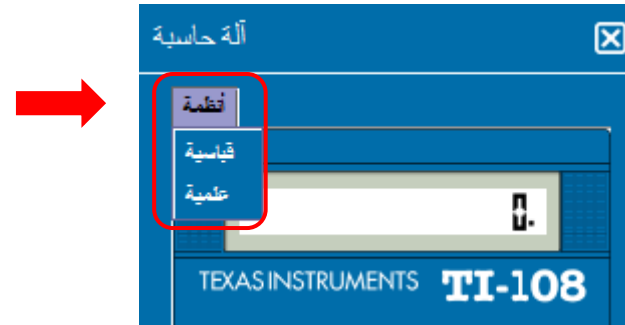 آلة حاسبة
أنظمة
قياسية
علمية
0.
TEXAS INSTRUMENTS TI-108